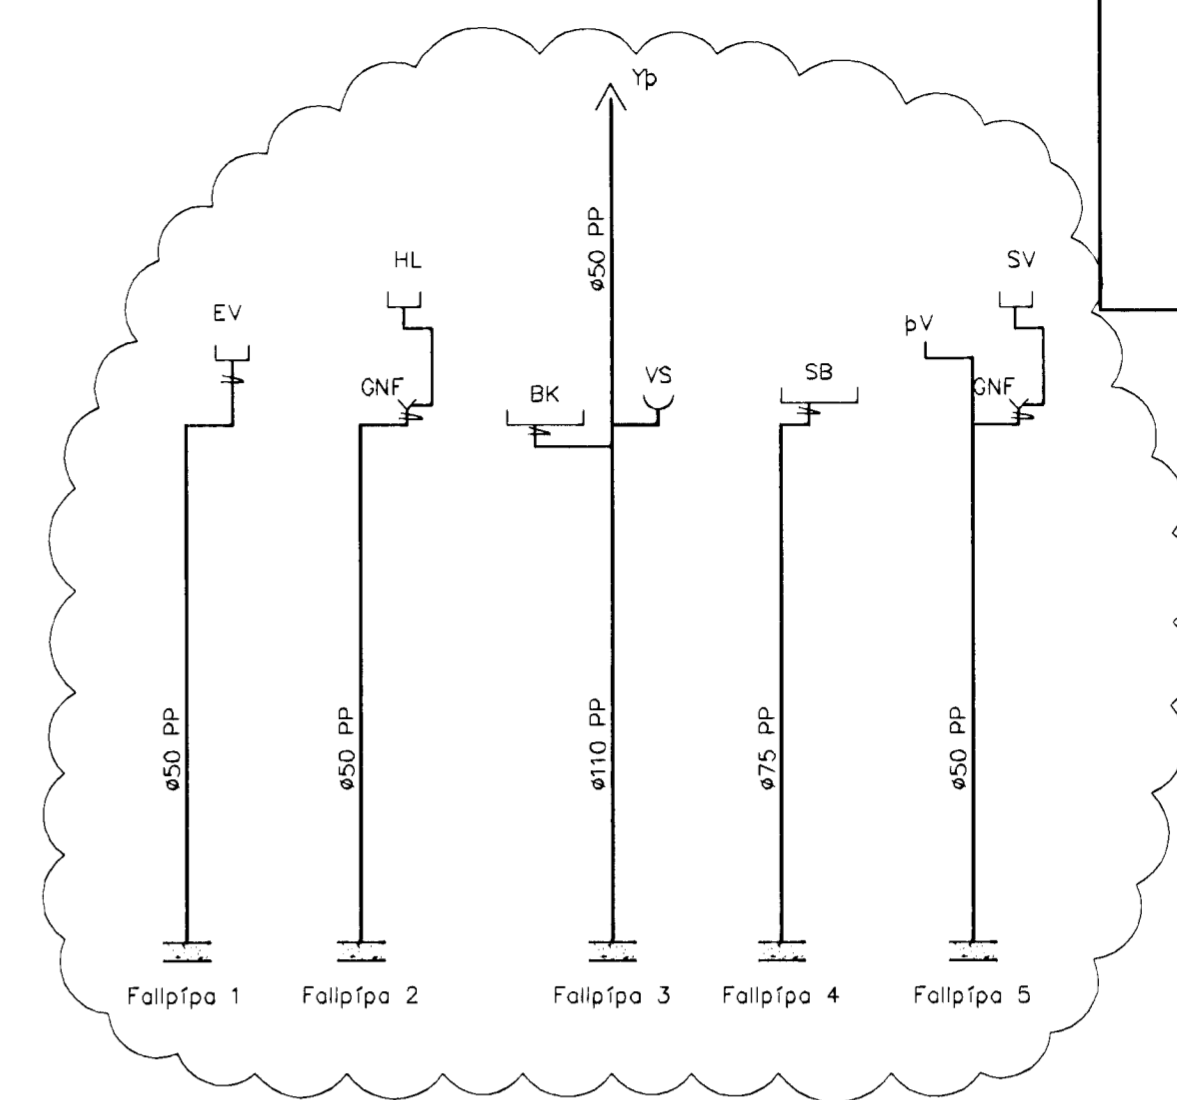 Yþ
ø50 PP
HL
SV
EV
þV
GNF
BK
VS
SB
GNF
ø50 PP
ø50 PP
ø110 PP
ø75 PP
ø50 PP
Fallpípa 1
Fallpípa 2
Fallpípa 3
Fallpípa 4
Fallpípa 5